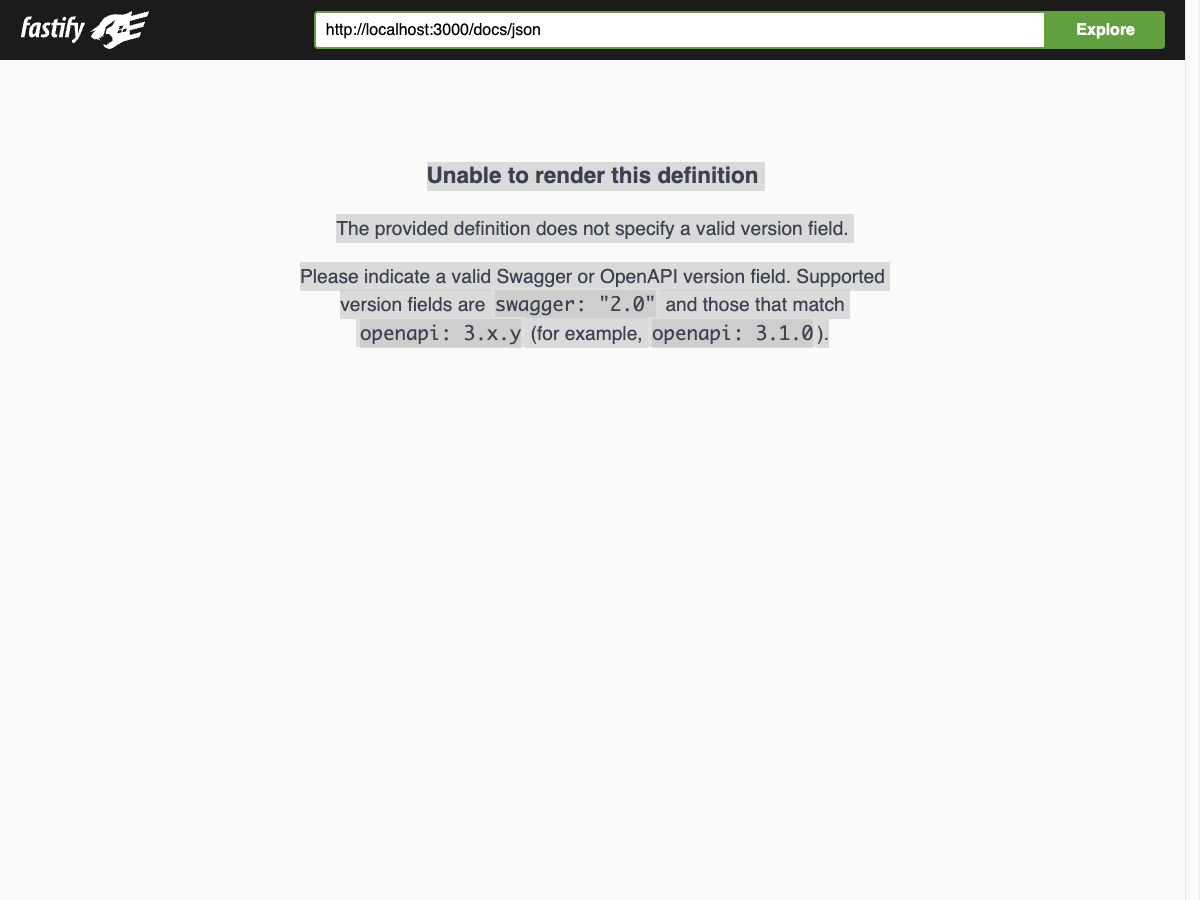 fastify
http://localhost:3000/docs/json
Explore
Unable to render this definition
The provided definition does not specify a valid version field.
Please indicate a valid Swagger or OpenAPI version field. Supported
version fields are swagger: "2.0" and those that match
openapi: 3.x.y (for example, openapi: 3.1.0).